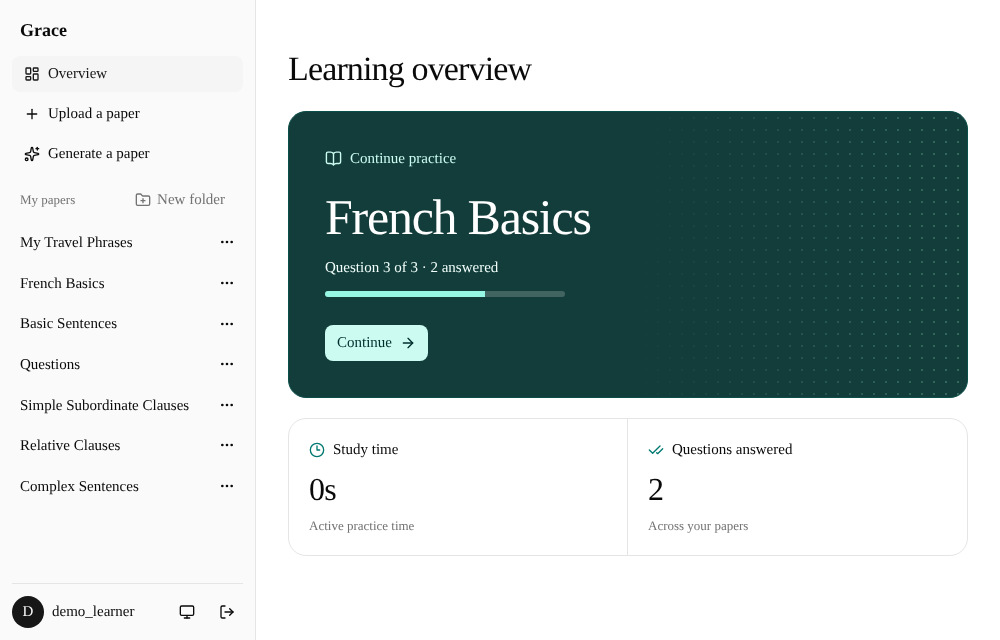 Grace
Overview
Upload a paper
Generate a paper
My papers
New folder
My Travel Phrases
French Basics
Basic Sentences
Questions
Simple Subordinate Clauses
Relative Clauses
Complex Sentences
D
demo_learner
Learning overview
Continue practice
French Basics
Question 3 of 3 · 2 answered
Continue
Study time
0s
Active practice time
Questions answered
2
Across your papers